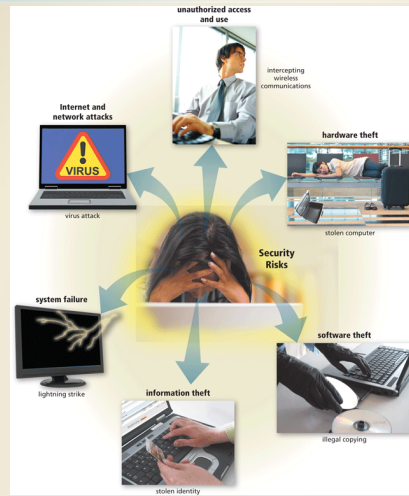 unauthorized access
and use
intercepting
wireless
communications
Internet and
network attacks
VIRUS
virus attack
hardware theft
stolen computer
Security
Risks
system failure
lightning strike
software theft
illegal copying
information theft
stolen identity